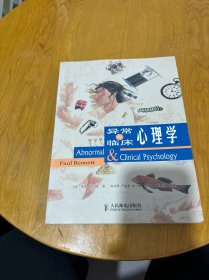 异常
与
临床
心理学
Abnormal
& Clinical Psychology
Paul Bennett
人民邮电出版社